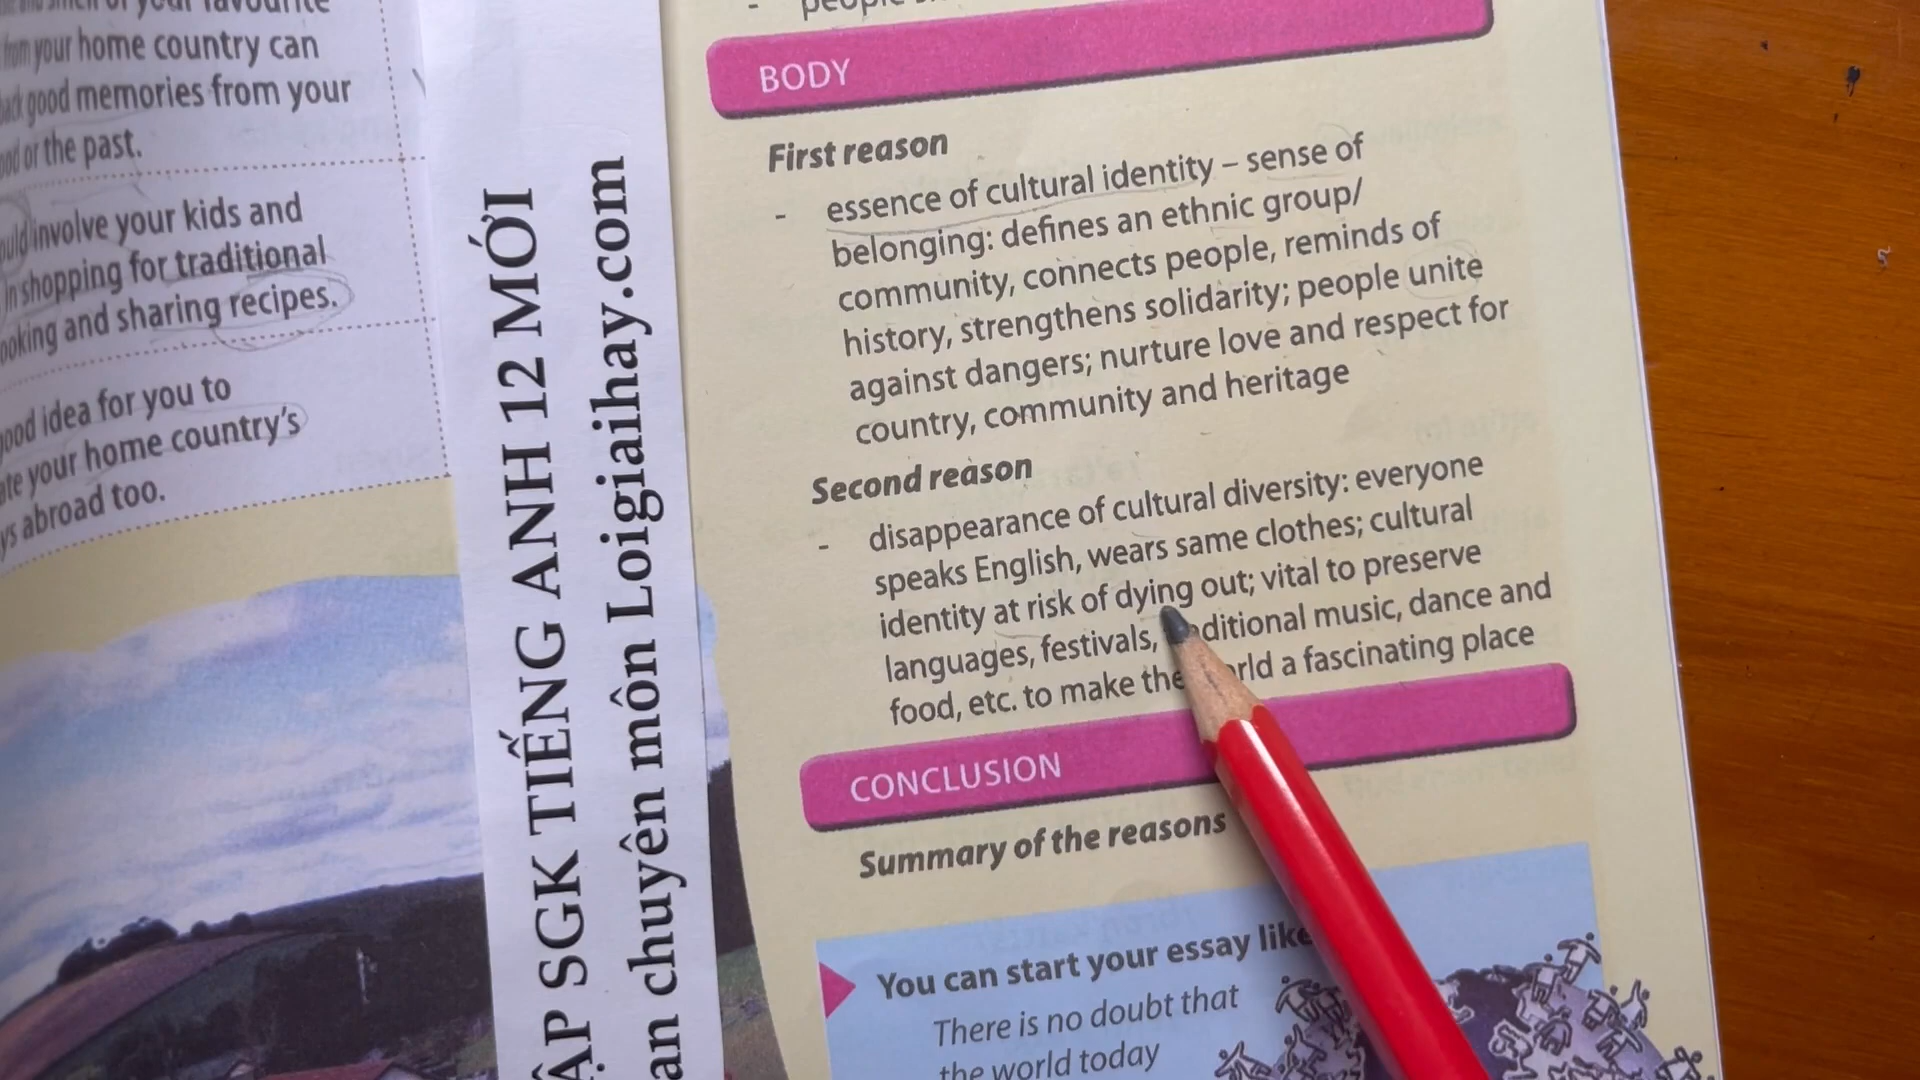 your favourite
from your home country can
back good memories from your
or the past.
involve your kids and
in shopping for traditional
cooking and sharing recipes.
good idea for you to
your home country's
abroad too.
ẬP SGK TIẾNG ANH 12 MỚI
an chuyên môn Loigiaihay.com
- people
BODY
First reason
- essence of cultural identity – sense of
belonging: defines an ethnic group/
community, connects people, reminds of
history, strengthens solidarity; people unite
against dangers; nurture love and respect for
country, community and heritage
Second reason
- disappearance of cultural diversity: everyone
speaks English, wears same clothes; cultural
identity at risk of dying out; vital to preserve
languages, festivals, traditional music, dance and
food, etc. to make the world a fascinating place
CONCLUSION
Summary of the reasons
You can start your essay like
There is no doubt that
the world today